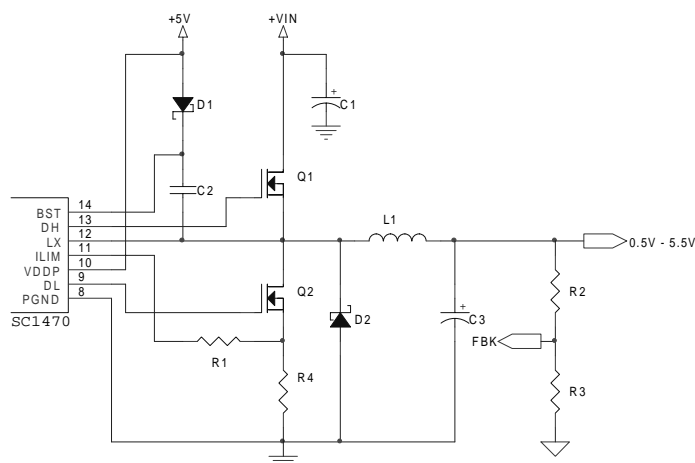 +5V
+VIN
D1
+
C1
Q1
C2
14
BST
13
DH
12
LX
11
ILIM
10
VDDP
9
DL
8
PGND
SC1470
L1
0.5V - 5.5V
Q2
D2
+
C3
R2
FBK
R1
R4
R3